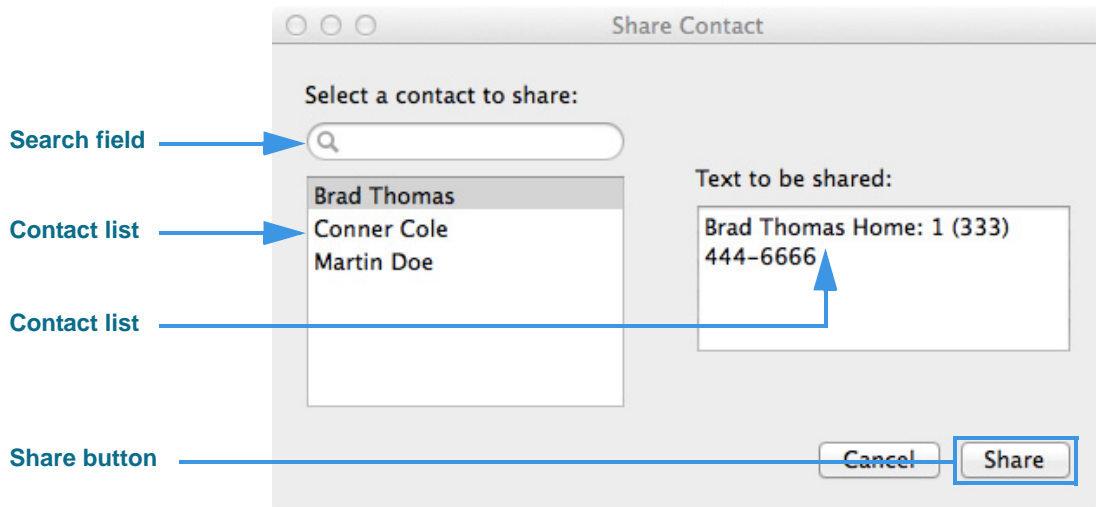 Share Contact
Select a contact to share:
Search field
Text to be shared:
Brad Thomas
Brad Thomas Home: 1 (333)
Contact list
Conner Cole
444-6666
Martin Doe
Contact list
Share button
Cancel
Share